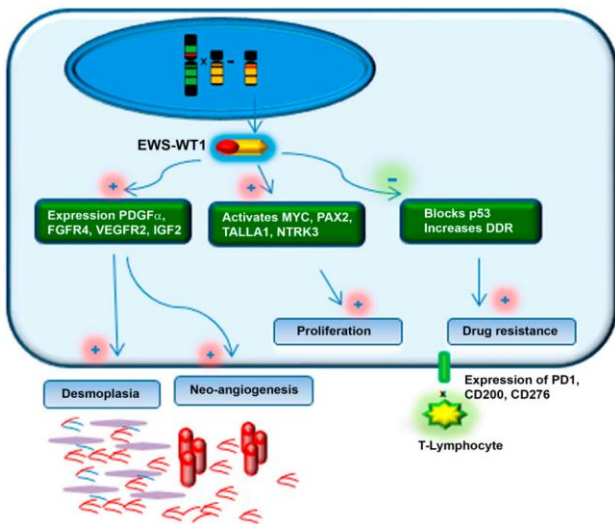 x
-
EWS-WT1
+
+
-
Expression PDGFα,
FGFR4, VEGFR2, IGF2
Activates MYC, PAX2,
TALLA1, NTRK3
Blocks p53
Increases DDR
+
+
Proliferation
Drug resistance
+
+
Desmoplasia
Neo-angiogenesis
Expression of PD1,
CD200, CD276
x
T-Lymphocyte